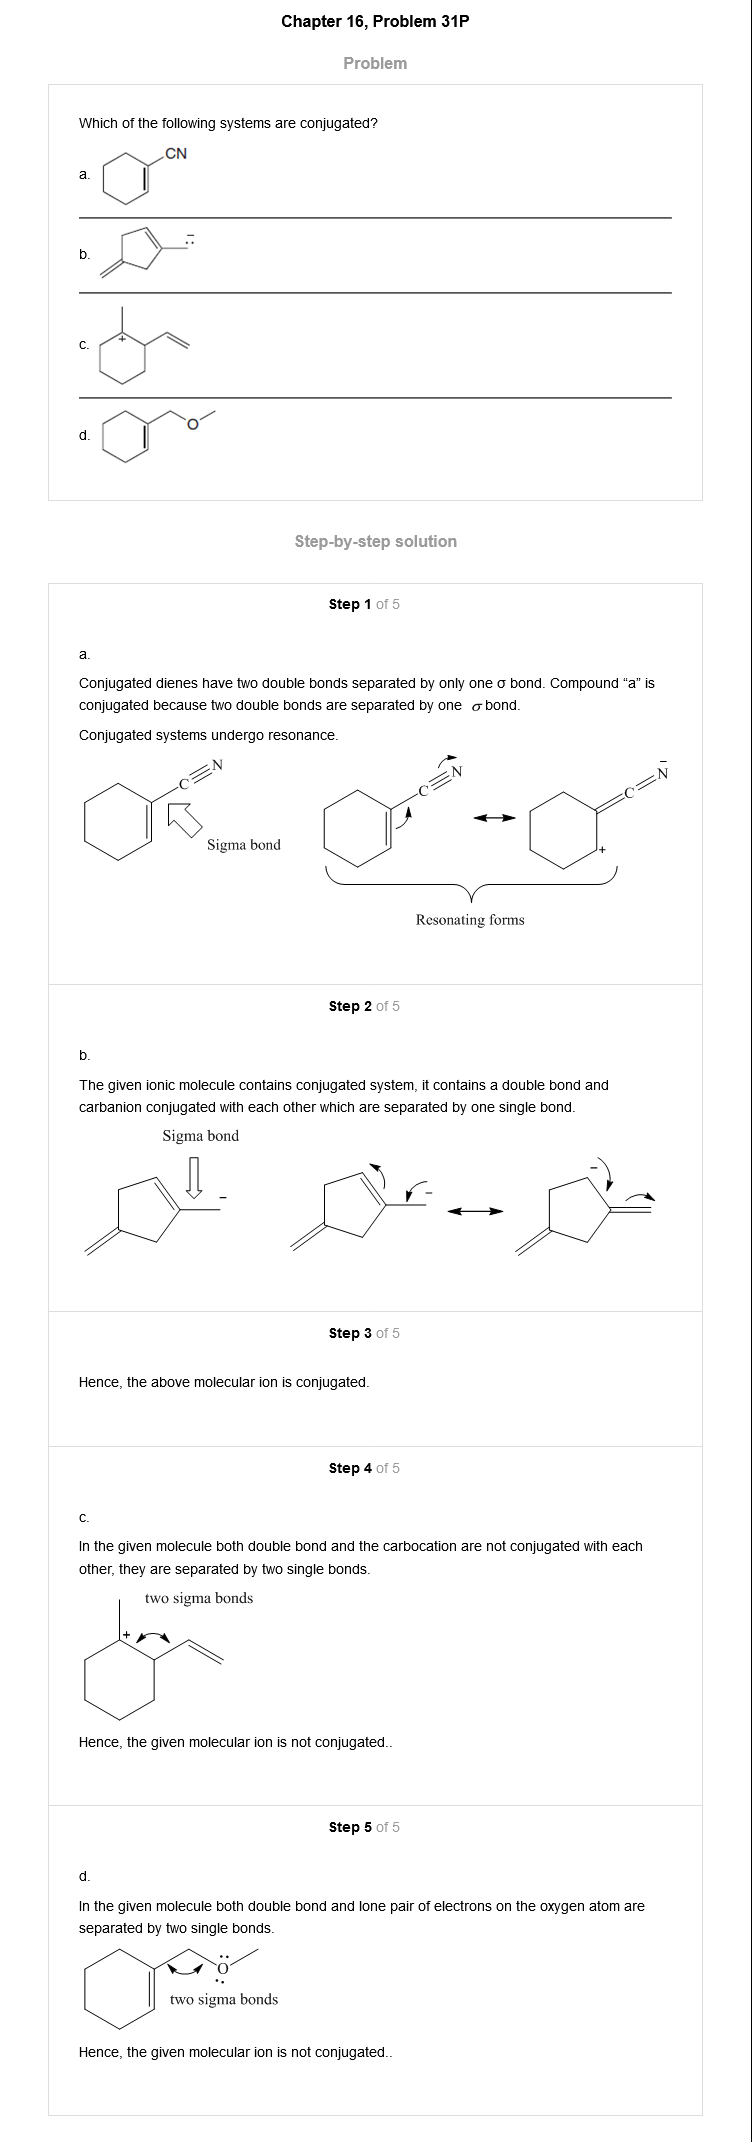 Chapter 16, Problem 31P
Problem
Which of the following systems are conjugated?
a.
CN
b.
- ..
c.
+
d.
O
Step-by-step solution
Step 1 of 5
a.
Conjugated dienes have two double bonds separated by only one σ bond. Compound “a” is
conjugated because two double bonds are separated by one σ bond.
Conjugated systems undergo resonance.
C N
Sigma bond
C N
C N -
+
Resonating forms
Step 2 of 5
b.
The given ionic molecule contains conjugated system, it contains a double bond and
carbanion conjugated with each other which are separated by one single bond.
Sigma bond
-
-
-
Step 3 of 5
Hence, the above molecular ion is conjugated.
Step 4 of 5
c.
In the given molecule both double bond and the carbocation are not conjugated with each
other, they are separated by two single bonds.
two sigma bonds
+
Hence, the given molecular ion is not conjugated..
Step 5 of 5
d.
In the given molecule both double bond and lone pair of electrons on the oxygen atom are
separated by two single bonds.
O
two sigma bonds
Hence, the given molecular ion is not conjugated..